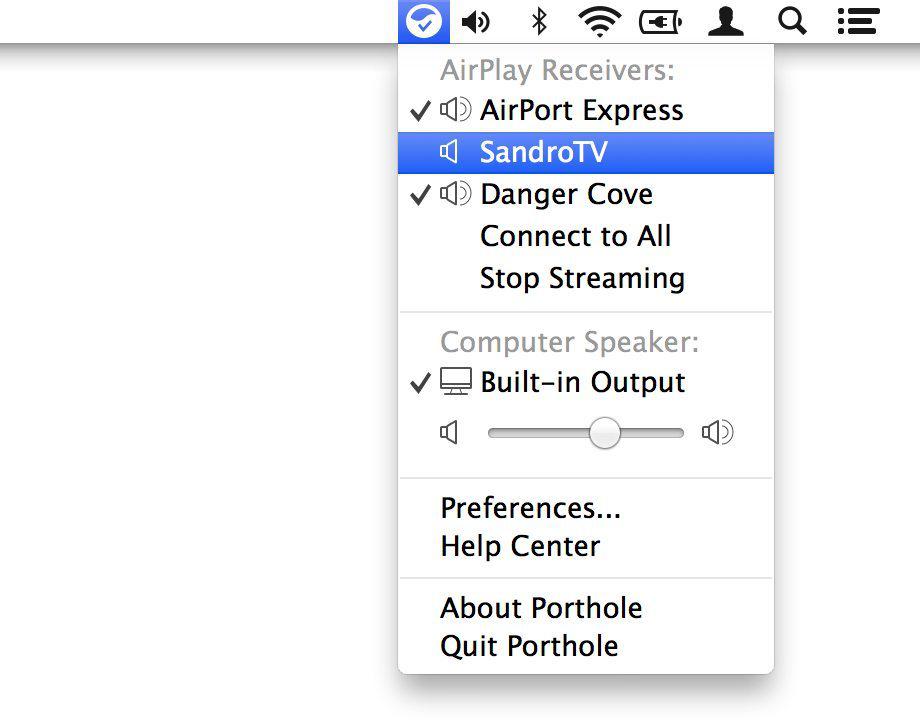 AirPlay Receivers:
AirPort Express
SandroTV
Danger Cove
Connect to All
Stop Streaming
Computer Speaker:
Built-in Output
Preferences...
Help Center
About Porthole
Quit Porthole